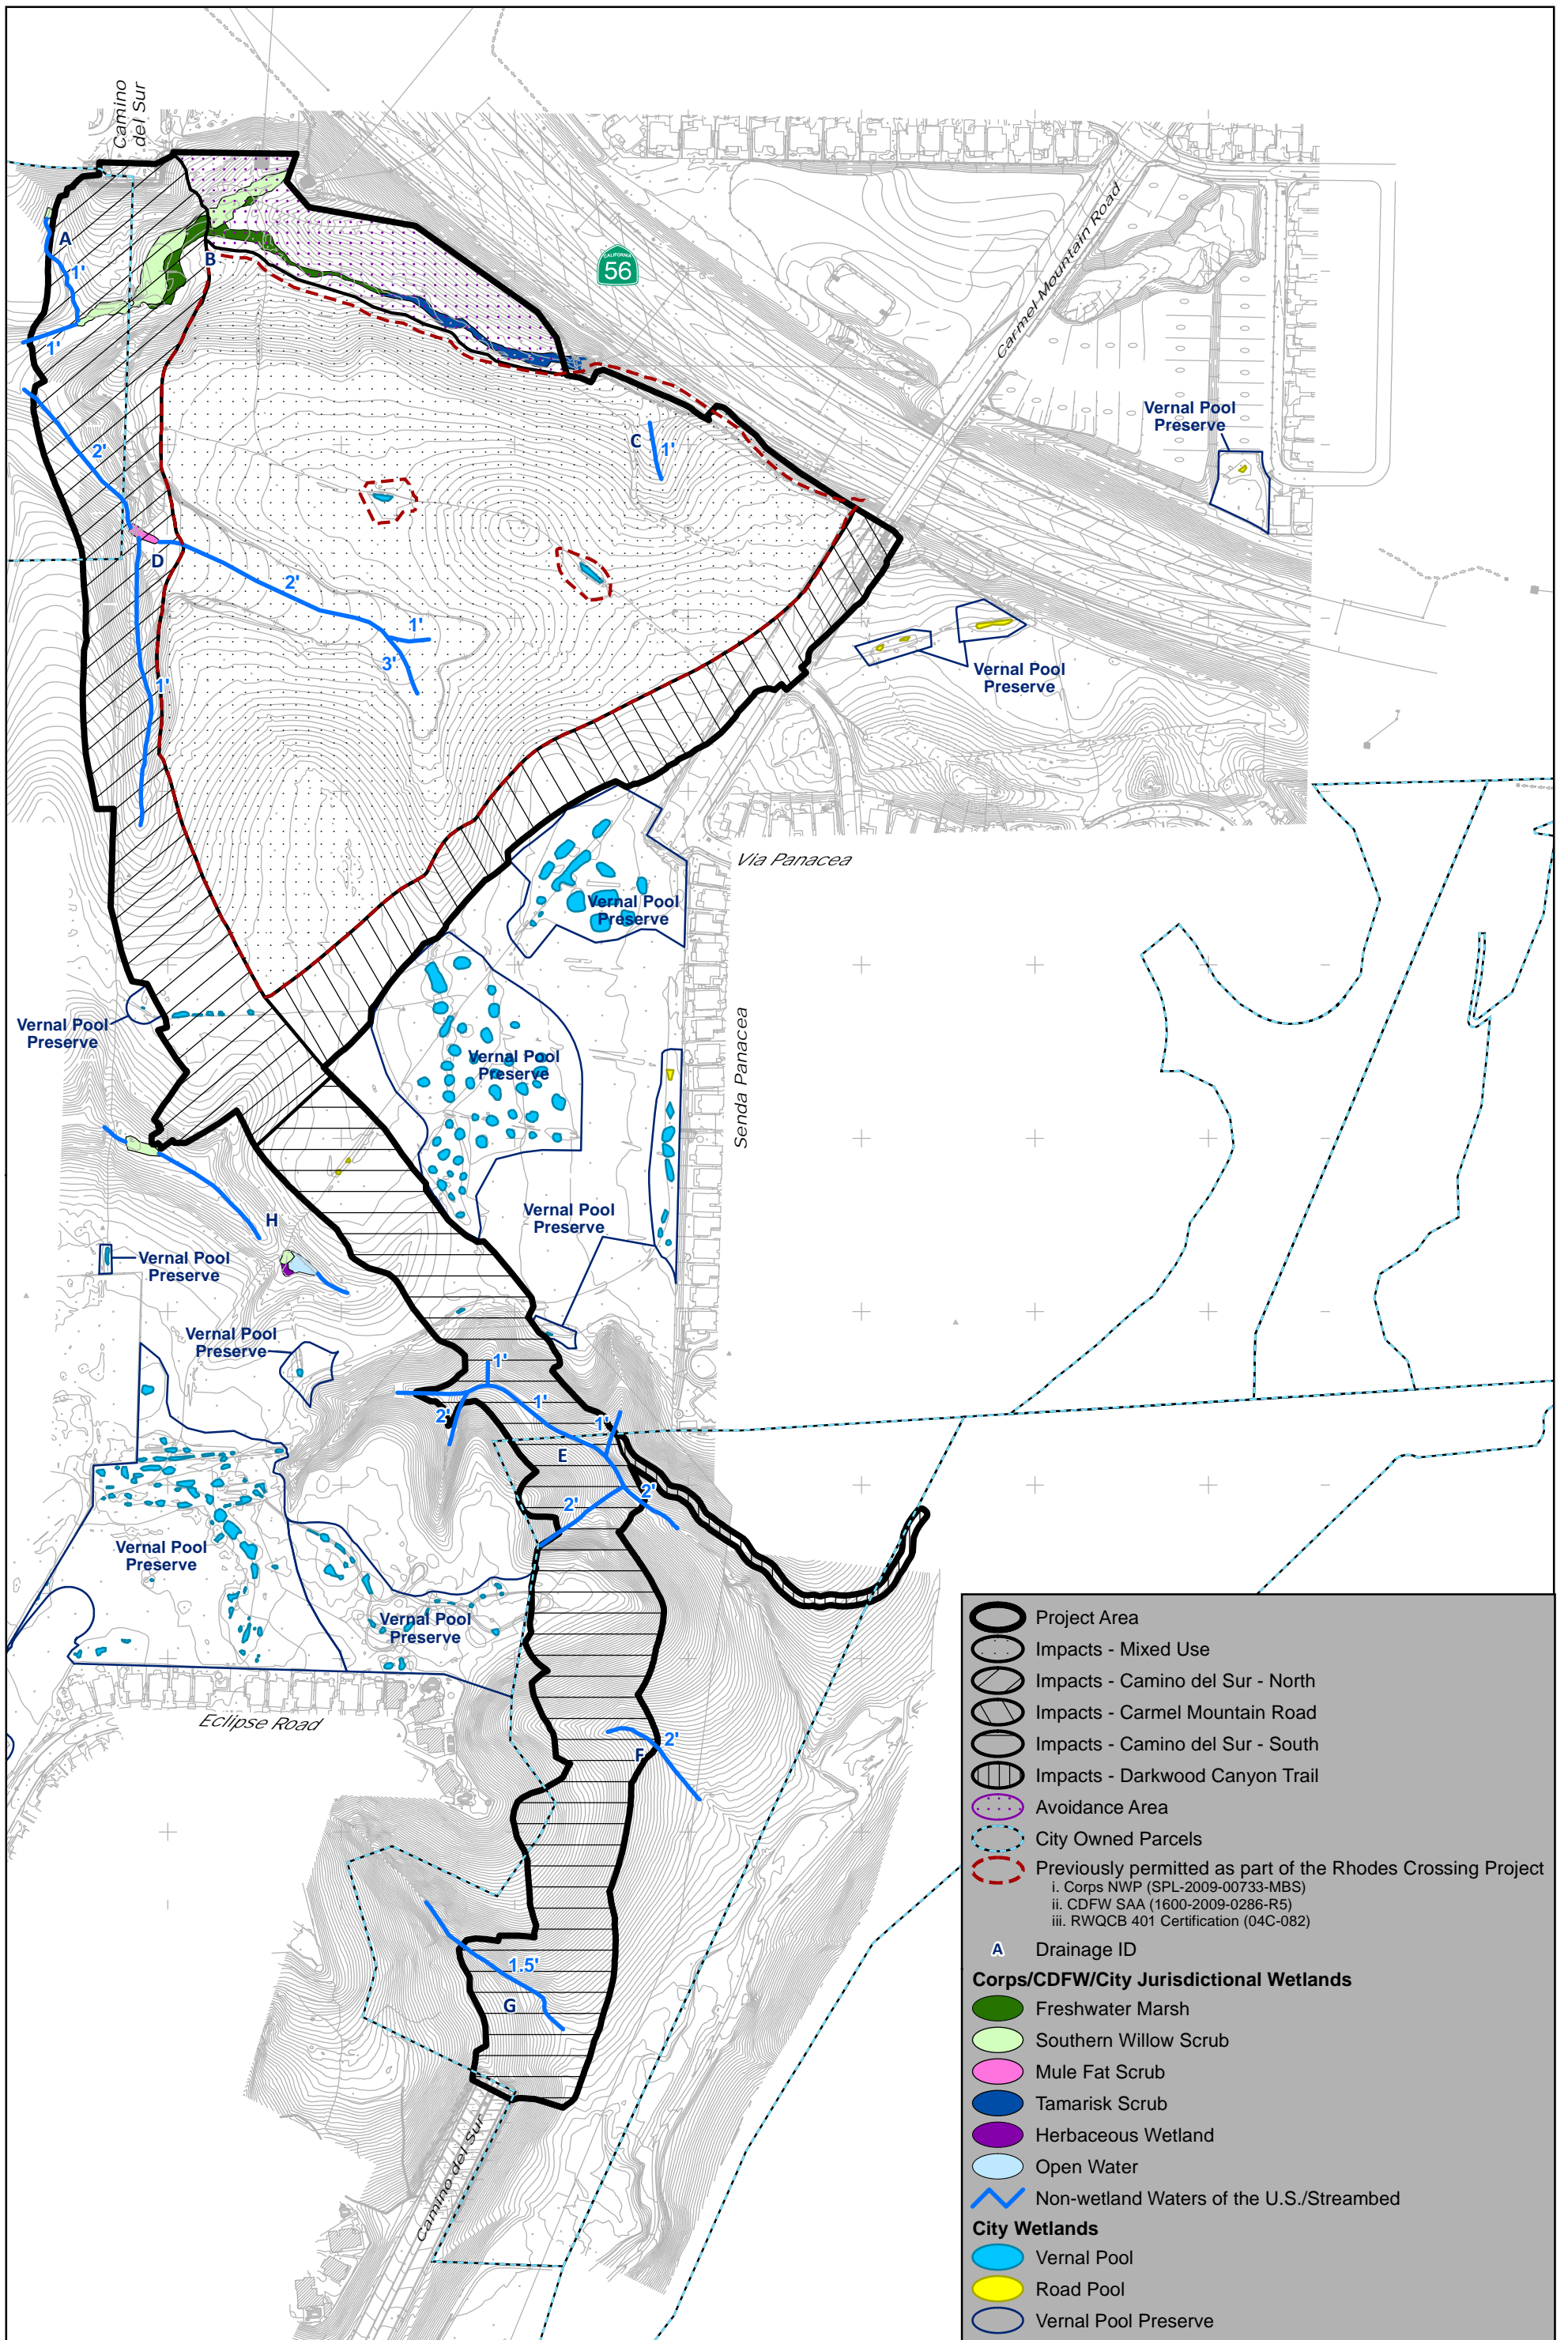 Camino
del Sur
A
1'
1'
B
CALIFORNIA
56
Carmel Mountain Road
Vernal Pool
Preserve
2'
C
1'
D
2'
1'
3'
1'
Vernal Pool
Preserve
Via Panacea
Vernal Pool
Preserve
Vernal Pool
Preserve
Vernal Pool
Preserve
Senda Panacea
H
Vernal Pool
Preserve
Vernal Pool
Preserve
Vernal Pool
Preserve
1'
1'
2'
1'
E
2'
2'
Vernal Pool
Preserve
Vernal Pool
Preserve
Eclipse Road
2'
F
1.5'
G
Camino del Sur
Project Area
Impacts - Mixed Use
Impacts - Camino del Sur - North
Impacts - Carmel Mountain Road
Impacts - Camino del Sur - South
Impacts - Darkwood Canyon Trail
Avoidance Area
City Owned Parcels
Previously permitted as part of the Rhodes Crossing Project
i. Corps NWP (SPL-2009-00733-MBS)
ii. CDFW SAA (1600-2009-0286-R5)
iii. RWQCB 401 Certification (04C-082)
A Drainage ID
Corps/CDFW/City Jurisdictional Wetlands
Freshwater Marsh
Southern Willow Scrub
Mule Fat Scrub
Tamarisk Scrub
Herbaceous Wetland
Open Water
Non-wetland Waters of the U.S./Streambed
City Wetlands
Vernal Pool
Road Pool
Vernal Pool Preserve